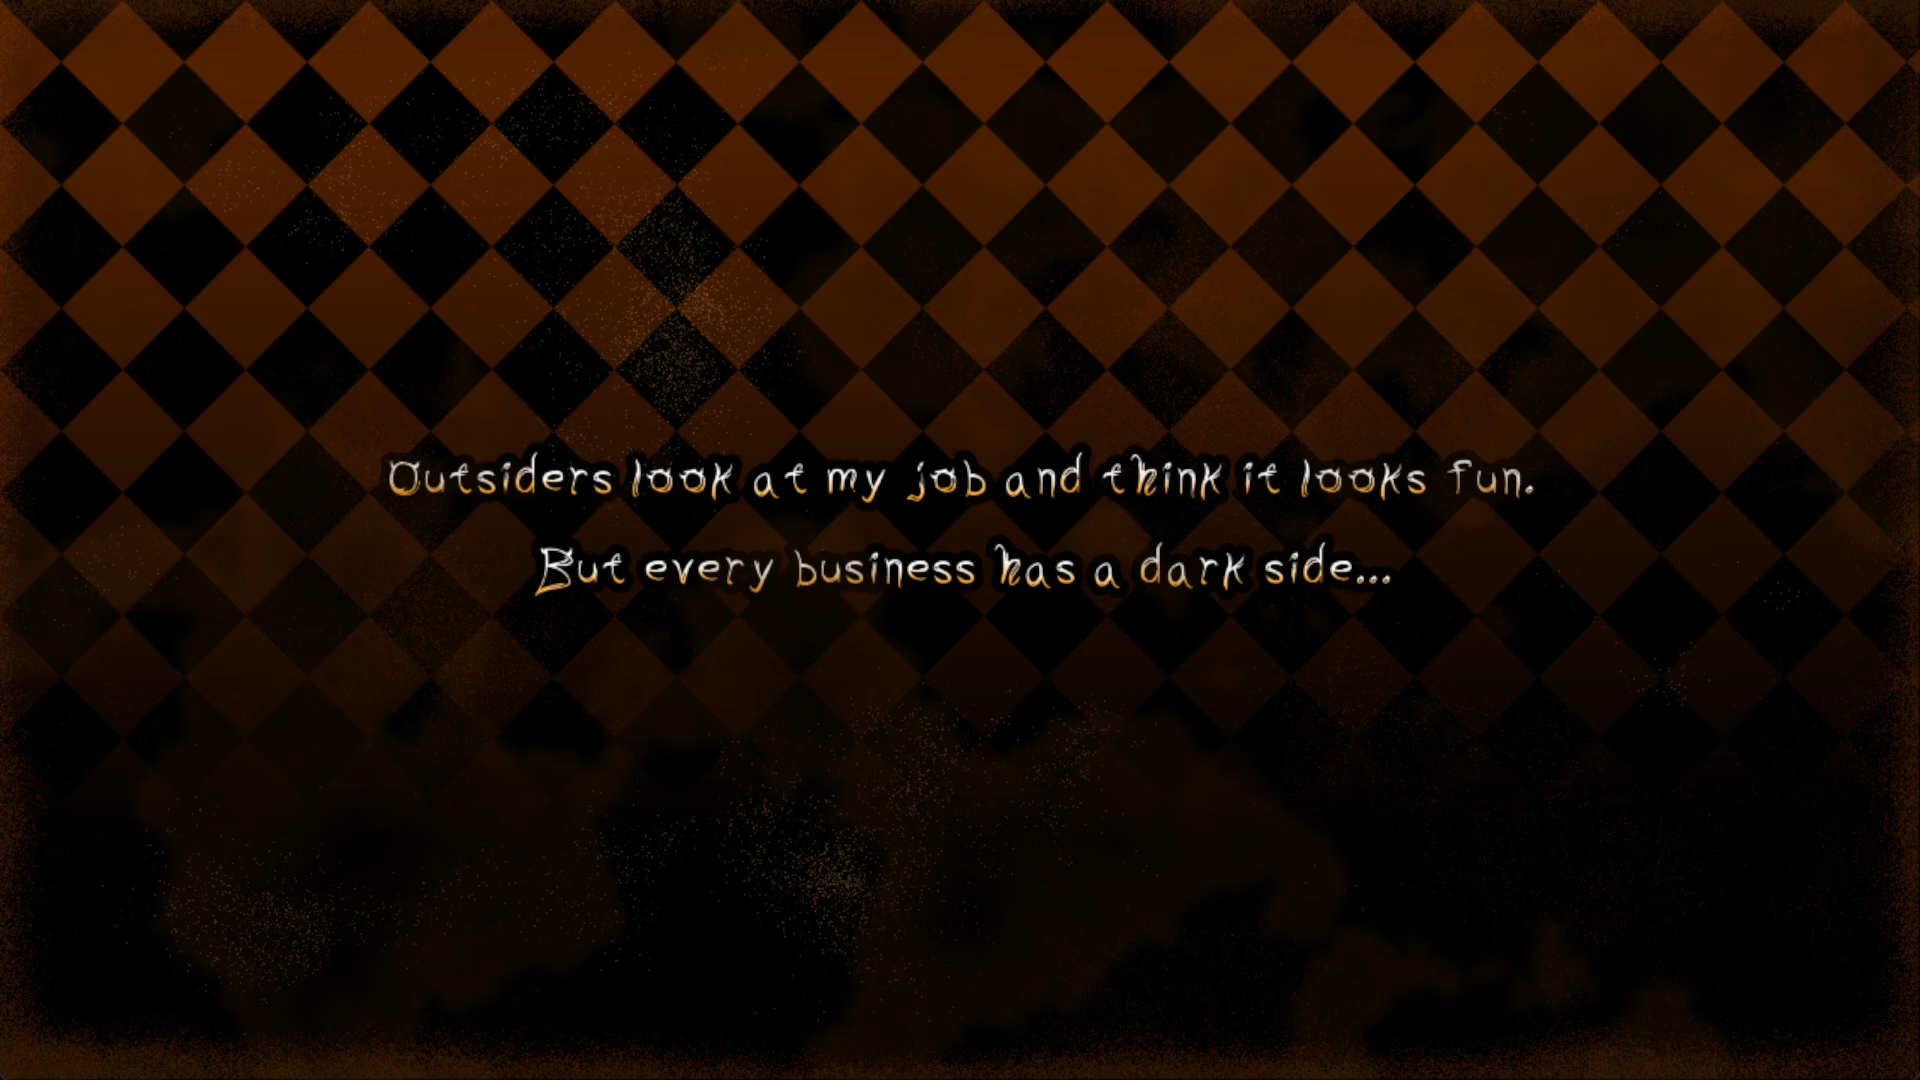 Outsiders look at my job and think it looks fun.
But every business has a dark side...